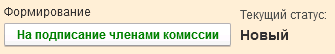 Формирование
На подписание членами комиссии
Текущий статус:
Новый